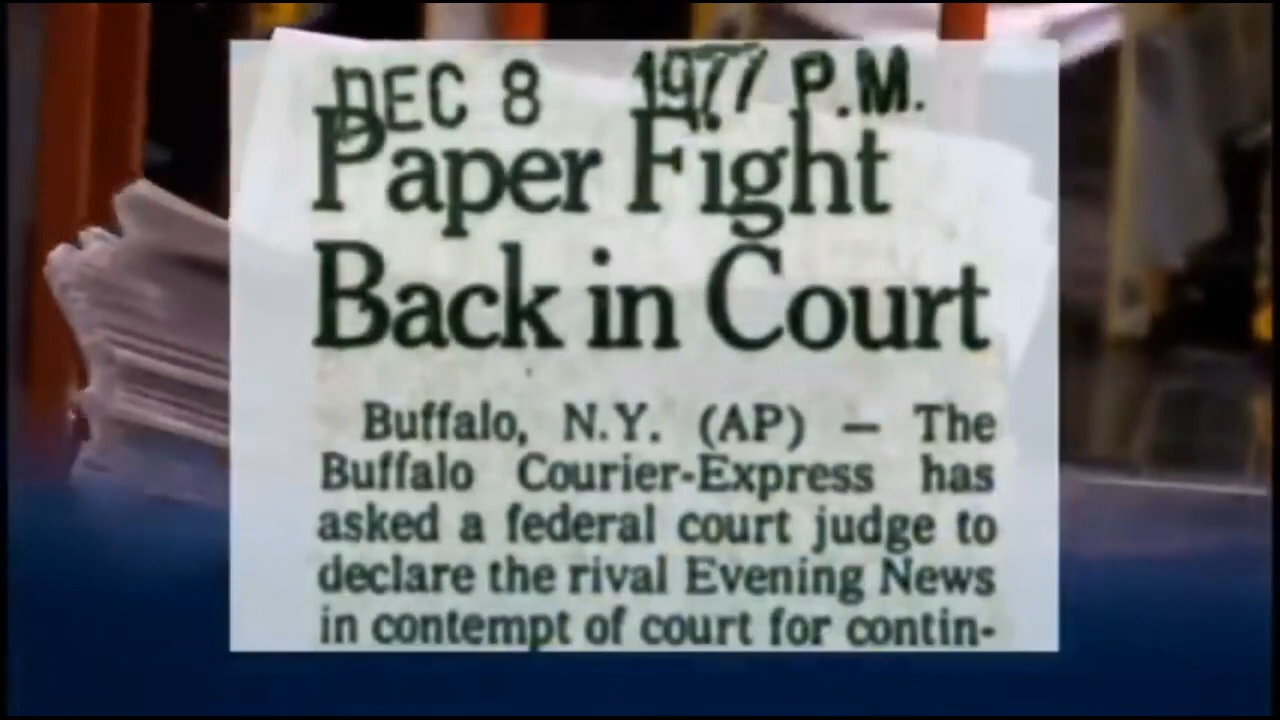 DEC 8 1977 P.M.
Paper Fight
Back in Court
Buffalo, N.Y. (AP) — The
Buffalo Courier-Express has
asked a federal court judge to
declare the rival Evening News
in contempt of court for contin-